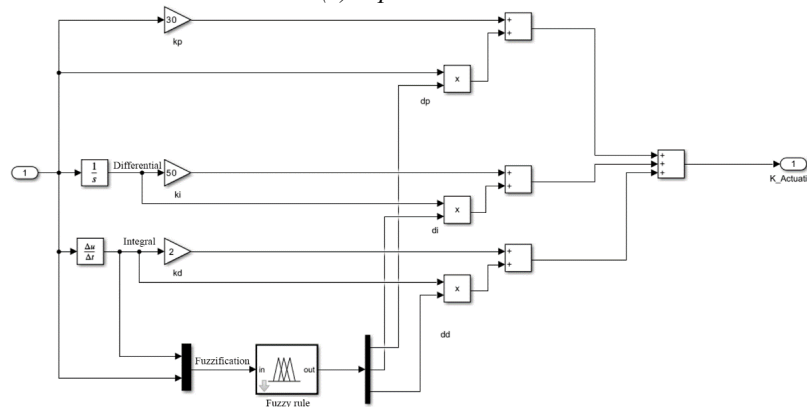 30
kp
x
dp
1
1
s
Differential
50
ki
x
di
Δu
Δt
Integral
2
kd
x
dd
+
+
+
+
+
+
+
+
+
1
K_Actuati
Fuzzification
in
out
Fuzzy rule